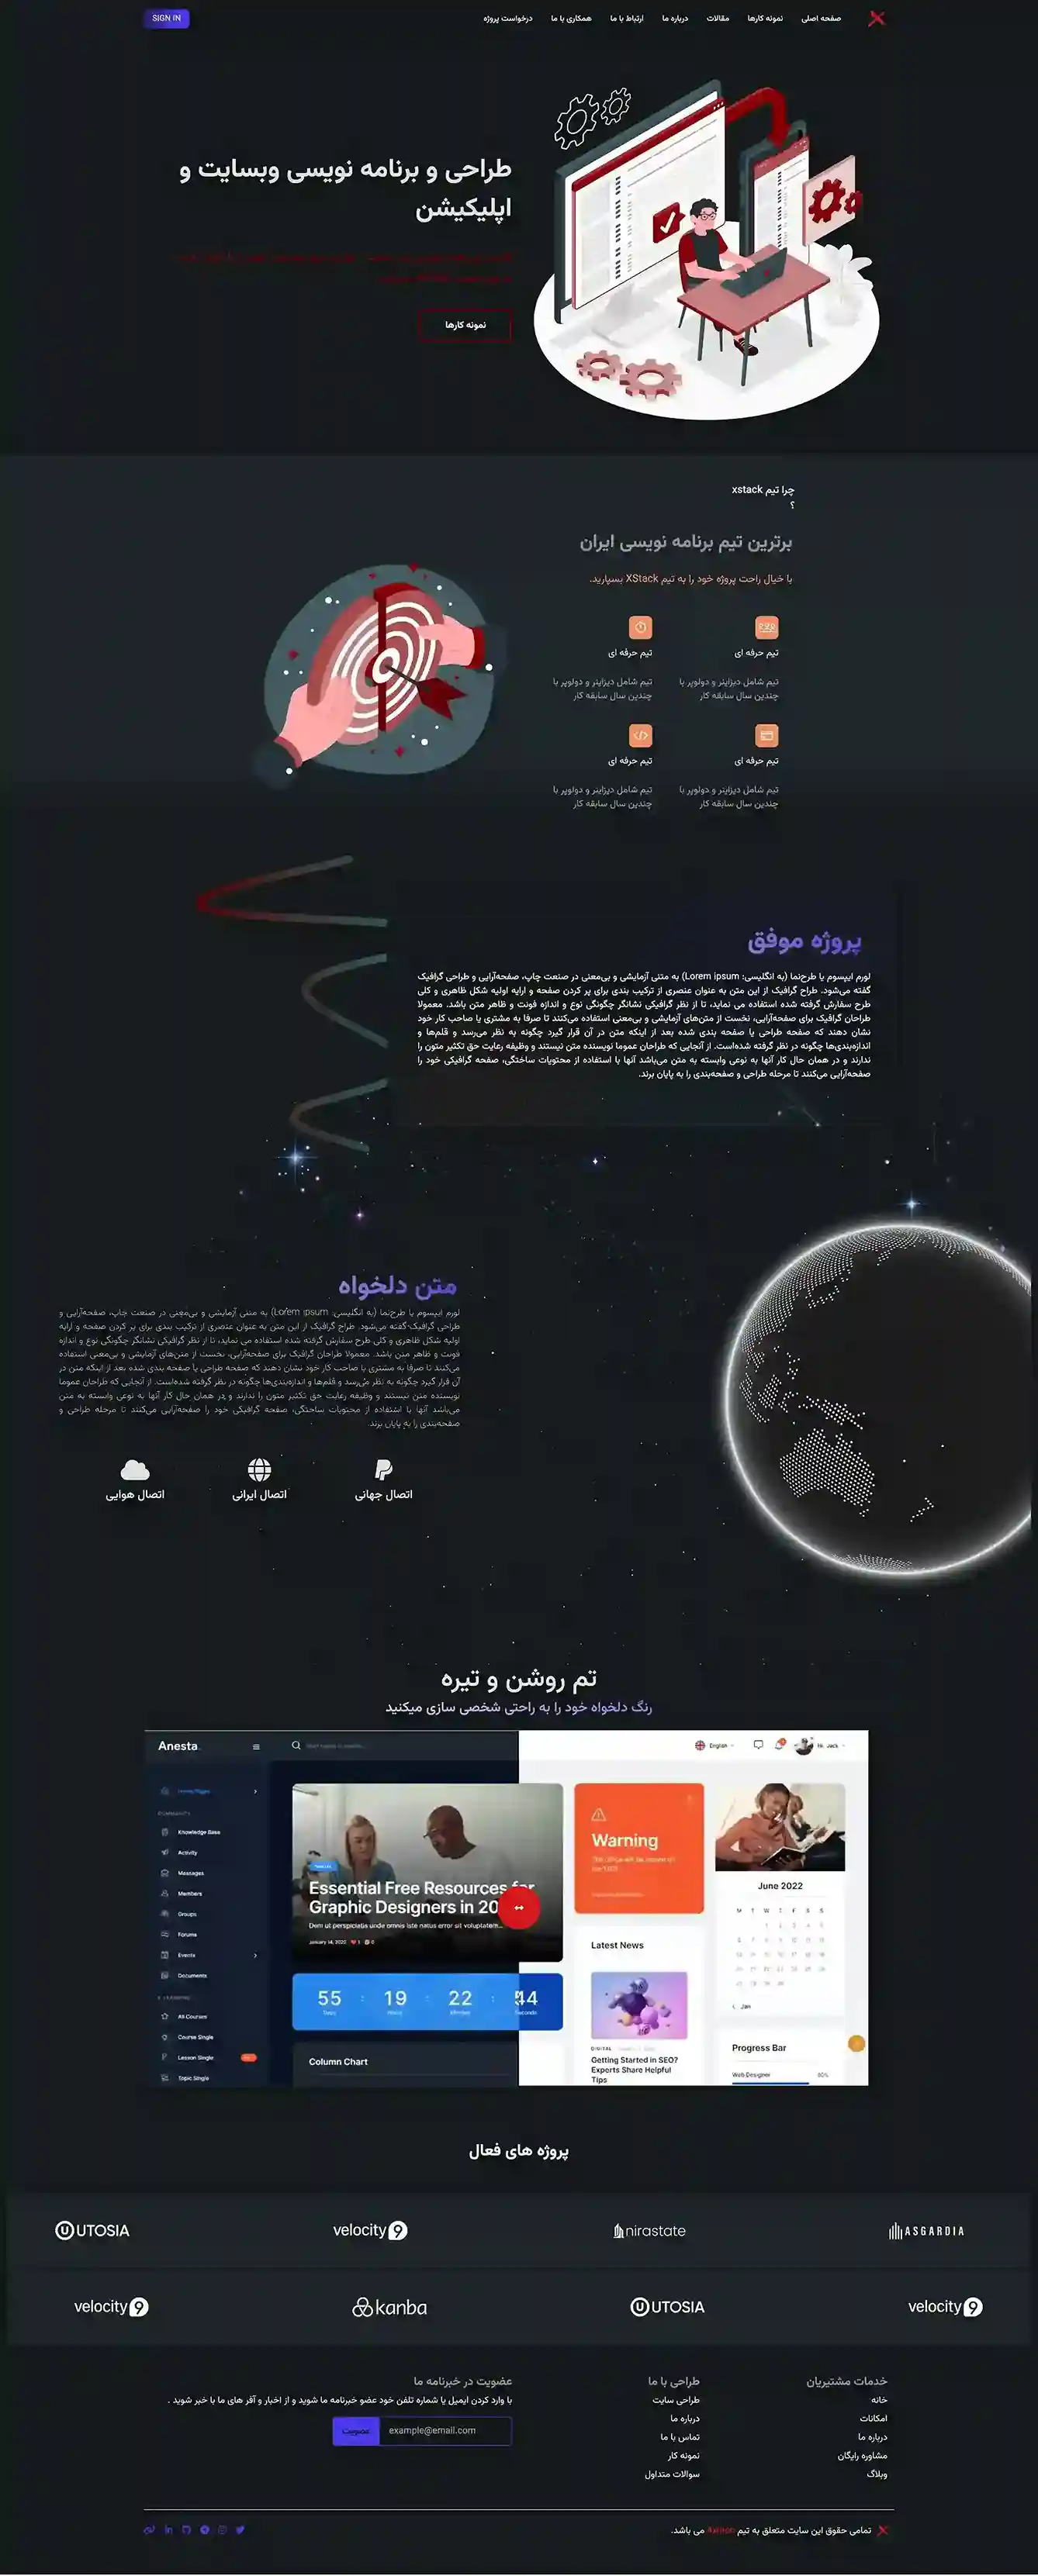 صفحه اصلی
نمونه کارها
مقالات
درباره ما
ارتباط با ما
همکاری با ما
درخواست پروژه
SIGN IN
طراحی و برنامه نویسی وبسایت و
اپلیکیشن
نمونه کارها
چرا تیم xstack
؟
برترین تیم برنامه نویسی ایران
با خیال راحت پروژه خود را به تیم XStack بسپارید.
تیم حرفه ای
تیم شامل دیزاینر و دولوپر با
چندین سال سابقه کار
تیم حرفه ای
تیم شامل دیزاینر و دولوپر با
چندین سال سابقه کار
تیم حرفه ای
تیم شامل دیزاینر و دولوپر با
چندین سال سابقه کار
تیم حرفه ای
تیم شامل دیزاینر و دولوپر با
چندین سال سابقه کار
پروژه موفق
لورم ایپسوم یا طرح‌نما (به انگلیسی: Lorem ipsum) به متنی آزمایشی و بی‌معنی در صنعت چاپ، صفحه‌آرایی و طراحی گرافیک
گفته می‌شود. طراح گرافیک از این متن به عنوان عنصری از ترکیب بندی برای پر کردن صفحه و ارایه اولیه شکل ظاهری و کلی
طرح سفارش گرفته شده استفاده می نماید، تا از نظر گرافیکی نشانگر چگونگی نوع و اندازه فونت و ظاهر متن باشد. معمولا
طراحان گرافیک برای صفحه‌آرایی، نخست از متن‌های آزمایشی و بی‌معنی استفاده می‌کنند تا صرفا به مشتری یا صاحب کار خود
نشان دهند که صفحه طراحی یا صفحه بندی شده بعد از اینکه متن در آن قرار گیرد چگونه به نظر می‌رسد و قلم‌ها و
اندازه‌بندی‌ها چگونه در نظر گرفته شده‌است. از آنجایی که طراحان عموما نویسنده متن نیستند و وظیفه رعایت حق تکثیر متون را
ندارند و در همان حال کار آنها به نوعی وابسته به متن می‌باشد آنها با استفاده از محتویات ساختگی، صفحه گرافیکی خود را
صفحه‌آرایی می‌کنند تا مرحله طراحی و صفحه‌بندی را به پایان برند.
متن دلخواه
لورم ایپسوم یا طرح‌نما (به انگلیسی: Lorem ipsum) به متنی آزمایشی و بی‌معنی در صنعت چاپ، صفحه‌آرایی و
طراحی گرافیک گفته می‌شود. طراح گرافیک از این متن به عنوان عنصری از ترکیب بندی برای پر کردن صفحه و ارایه
اولیه شکل ظاهری و کلی طرح سفارش گرفته شده استفاده می نماید، تا از نظر گرافیکی نشانگر چگونگی نوع و اندازه
فونت و ظاهر متن باشد. معمولا طراحان گرافیک برای صفحه‌آرایی، نخست از متن‌های آزمایشی و بی‌معنی استفاده
می‌کنند تا صرفا به مشتری یا صاحب کار خود نشان دهند که صفحه طراحی یا صفحه بندی شده بعد از اینکه متن در
آن قرار گیرد چگونه به نظر می‌رسد و قلم‌ها و اندازه‌بندی‌ها چگونه در نظر گرفته شده‌است. از آنجایی که طراحان عموما
نویسنده متن نیستند و وظیفه رعایت حق تکثیر متون را ندارند و در همان حال کار آنها به نوعی وابسته به متن
می‌باشد آنها با استفاده از محتویات ساختگی، صفحه گرافیکی خود را صفحه‌آرایی می‌کنند تا مرحله طراحی و
صفحه‌بندی را به پایان برند.
اتصال جهانی
اتصال ایرانی
اتصال هوایی
تم روشن و تیره
رنگ دلخواه خود را به راحتی شخصی سازی میکنید
Anesta
English
Hi, Jack
Knowledge Base
Activity
Messages
Members
Groups
Forums
Events
Documents
All Courses
Course Single
Lesson Single
Topic Single
Essential Free Resources for
Graphic Designers in 20
Dem ut perspiciatis unde omnis iste natus error sit voluptatem...
January 14, 2022
55 : 19 : 22 : 44
Column Chart
Warning
Latest News
DIGITAL
Getting Started in SEO?
Experts Share Helpful
Tips
June 2022
M T W T F S S
Jan
Progress Bar
Web Designer
پروژه های فعال
UTOSIA
velocity 9
nirastate
ASGARDIA
velocity 9
kanba
UTOSIA
velocity 9
خدمات مشتریان
خانه
امکانات
درباره ما
مشاوره رایگان
وبلاگ
طراحی با ما
طراحی سایت
درباره ما
تماس با ما
نمونه کار
سوالات متداول
عضویت در خبرنامه ما
با وارد کردن ایمیل یا شماره تلفن خود عضو خبرنامه ما شوید و از اخبار و آفر های ما با خبر شوید .
example@email.com
عضویت
تمامی حقوق این سایت متعلق به تیم می باشد.